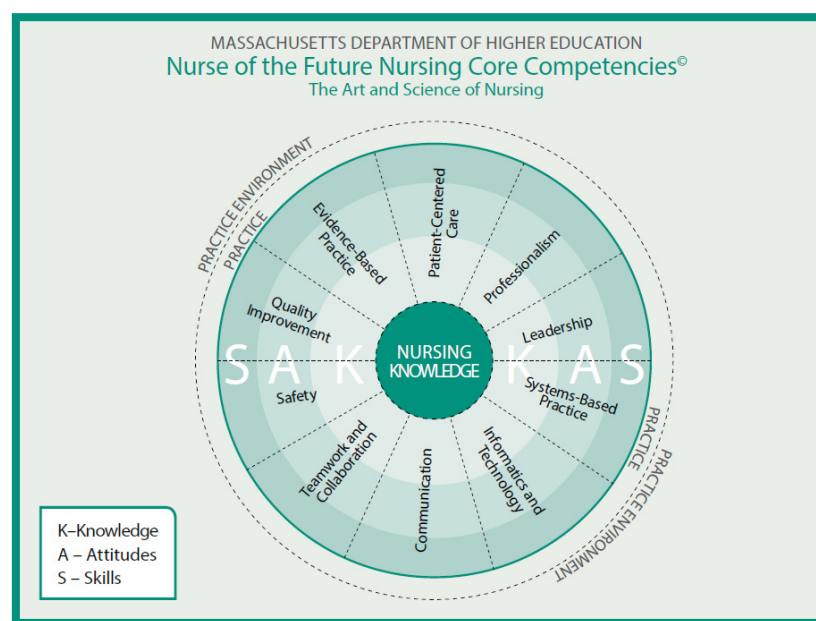 MASSACHUSETTS DEPARTMENT OF HIGHER EDUCATION
Nurse of the Future Nursing Core Competencies©
The Art and Science of Nursing
PRACTICE ENVIRONMENT
PRACTICE
Evidence-Based
Practice
Patient-Centered
Care
Professionalism
Quality
Improvement
Leadership
S A K
NURSING
KNOWLEDGE
K A S
Safety
Systems-Based
Practice
Teamwork and
Collaboration
Communication
Informatics and
Technology
PRACTICE
PRACTICE ENVIRONMENT
K–Knowledge
A – Attitudes
S – Skills